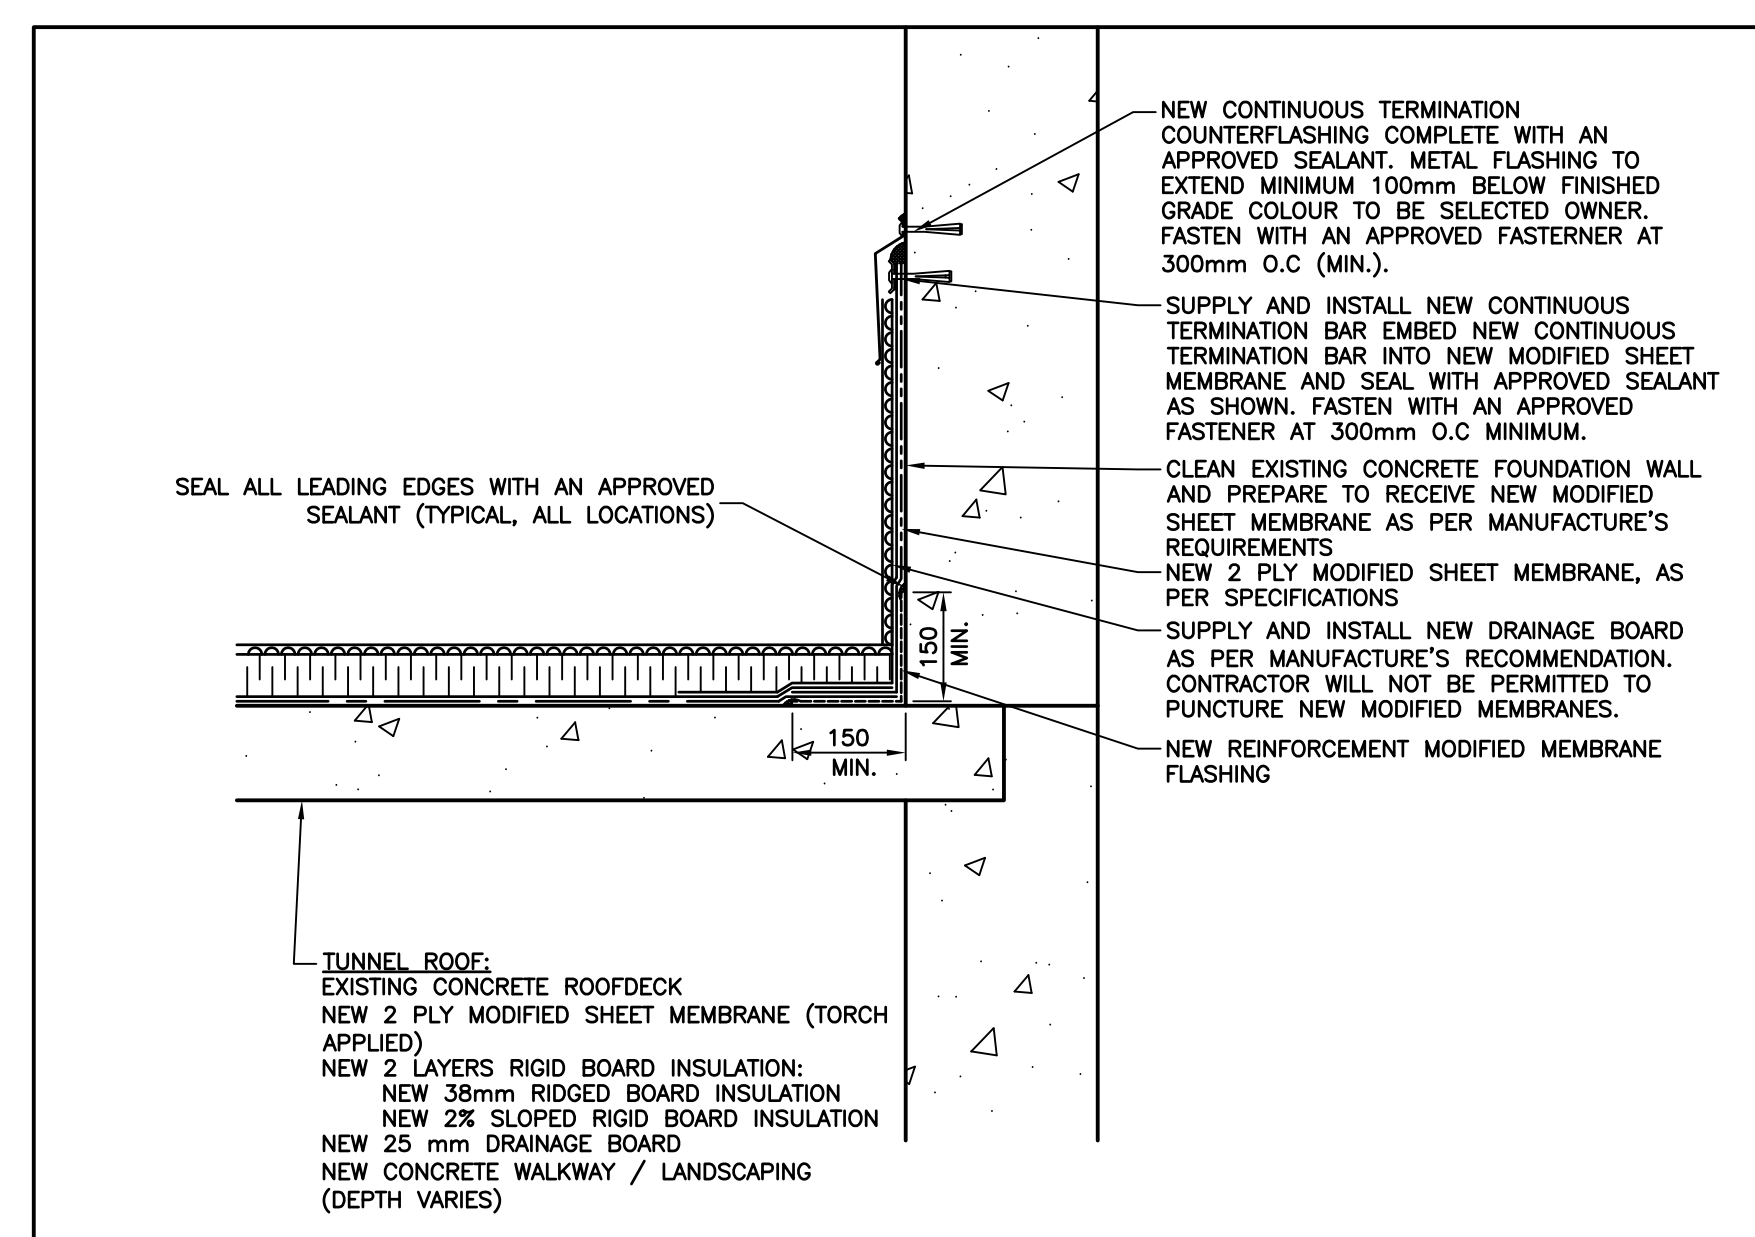 NEW CONTINUOUS TERMINATION
COUNTERFLASHING COMPLETE WITH AN
APPROVED SEALANT. METAL FLASHING TO
EXTEND MINIMUM 100mm BELOW FINISHED
GRADE COLOUR TO BE SELECTED OWNER.
FASTEN WITH AN APPROVED FASTERNER AT
300mm O.C (MIN.).
SUPPLY AND INSTALL NEW CONTINUOUS
TERMINATION BAR EMBED NEW CONTINUOUS
TERMINATION BAR INTO NEW MODIFIED SHEET
MEMBRANE AND SEAL WITH APPROVED SEALANT
AS SHOWN. FASTEN WITH AN APPROVED
FASTENER AT 300mm O.C MINIMUM.
CLEAN EXISTING CONCRETE FOUNDATION WALL
AND PREPARE TO RECEIVE NEW MODIFIED
SHEET MEMBRANE AS PER MANUFACTURE'S
REQUIREMENTS
NEW 2 PLY MODIFIED SHEET MEMBRANE, AS
PER SPECIFICATIONS
SUPPLY AND INSTALL NEW DRAINAGE BOARD
AS PER MANUFACTURE'S RECOMMENDATION.
CONTRACTOR WILL NOT BE PERMITTED TO
PUNCTURE NEW MODIFIED MEMBRANES.
NEW REINFORCEMENT MODIFIED MEMBRANE
FLASHING
SEAL ALL LEADING EDGES WITH AN APPROVED
SEALANT (TYPICAL, ALL LOCATIONS)
150
MIN.
150
MIN.
TUNNEL ROOF:
EXISTING CONCRETE ROOFDECK
NEW 2 PLY MODIFIED SHEET MEMBRANE (TORCH
APPLIED)
NEW 2 LAYERS RIGID BOARD INSULATION:
NEW 38mm RIDGED BOARD INSULATION
NEW 2% SLOPED RIGID BOARD INSULATION
NEW 25 mm DRAINAGE BOARD
NEW CONCRETE WALKWAY / LANDSCAPING
(DEPTH VARIES)